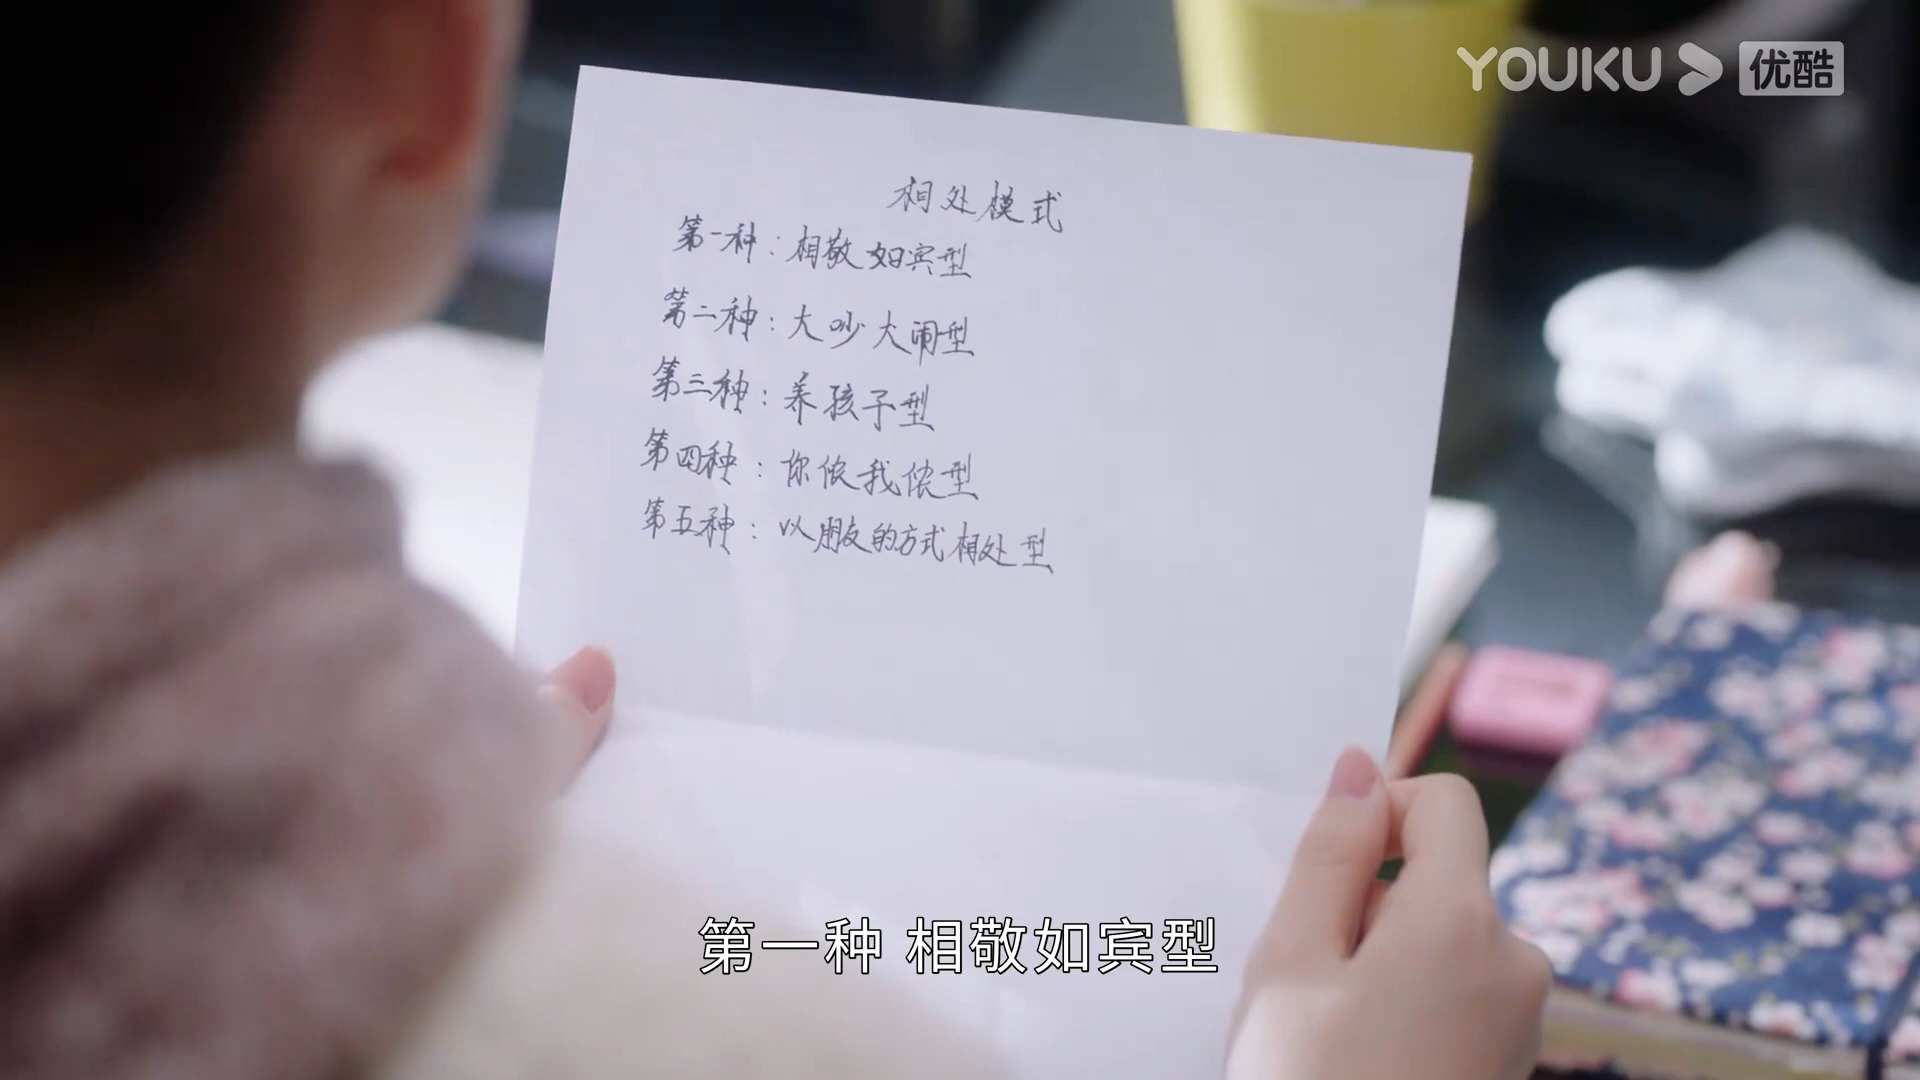 YOUKU 优酷
相处模式
第一种：相敬如宾型
第二种：大吵大闹型
第三种：养孩子型
第四种：你侬我侬型
第五种：以朋友的方式相处型
第一种 相敬如宾型